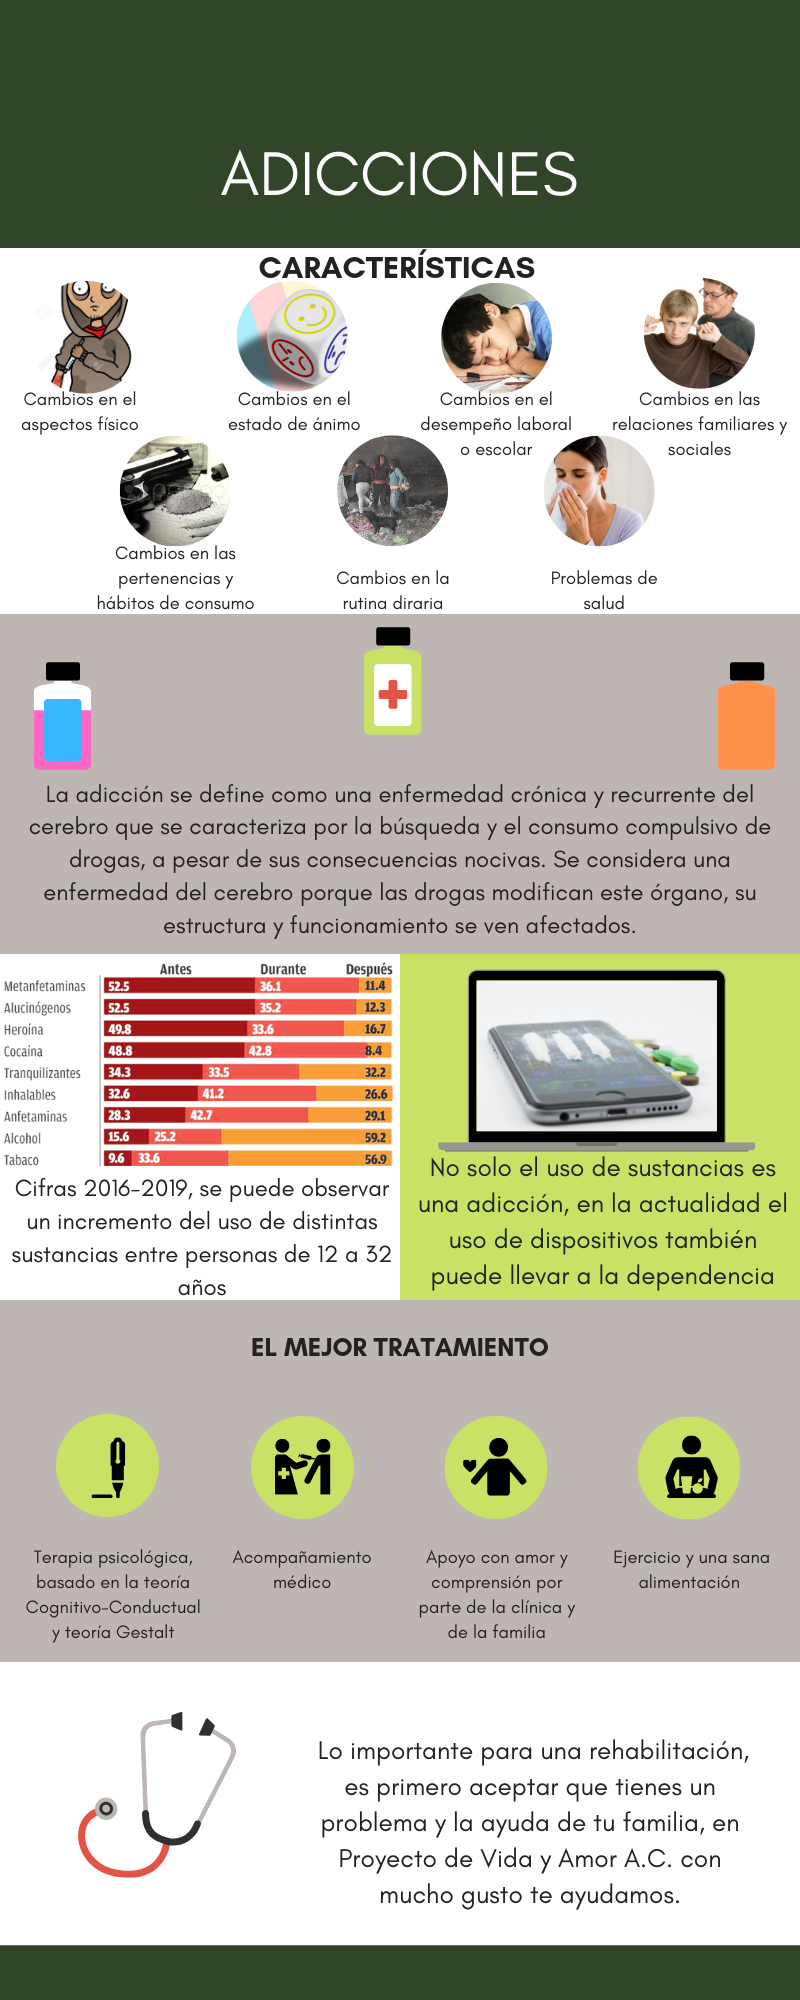 ADICCIONES
CARACTERÍSTICAS
Cambios en el
aspectos físico
Cambios en el
estado de ánimo
Cambios en el
desempeño laboral
o escolar
Cambios en las
relaciones familiares y
sociales
Cambios en las
pertenencias y
hábitos de consumo
Cambios en la
rutina diraria
Problemas de
salud
La adicción se define como una enfermedad crónica y recurrente del
cerebro que se caracteriza por la búsqueda y el consumo compulsivo de
drogas, a pesar de sus consecuencias nocivas. Se considera una
enfermedad del cerebro porque las drogas modifican este órgano, su
estructura y funcionamiento se ven afectados.
Antes Durante Después
Metanfetaminas 52.5 36.1 11.4
Alucinógenos 52.5 35.2 12.3
Heroína 49.8 33.6 16.7
Cocaína 48.8 42.8 8.4
Tranquilizantes 34.3 33.5 32.2
Inhalables 32.6 41.2 26.6
Anfetaminas 28.3 42.7 29.1
Alcohol 15.6 25.2 59.2
Tabaco 9.6 33.6 56.9
Cifras 2016-2019, se puede observar
un incremento del uso de distintas
sustancias entre personas de 12 a 32
años
No solo el uso de sustancias es
una adicción, en la actualidad el
uso de dispositivos también
puede llevar a la dependencia
EL MEJOR TRATAMIENTO
Terapia psicológica,
basado en la teoría
Cognitivo-Conductual
y teoría Gestalt
Acompañamiento
médico
Apoyo con amor y
comprensión por
parte de la clínica y
de la familia
Ejercicio y una sana
alimentación
Lo importante para una rehabilitación,
es primero aceptar que tienes un
problema y la ayuda de tu familia, en
Proyecto de Vida y Amor A.C. con
mucho gusto te ayudamos.